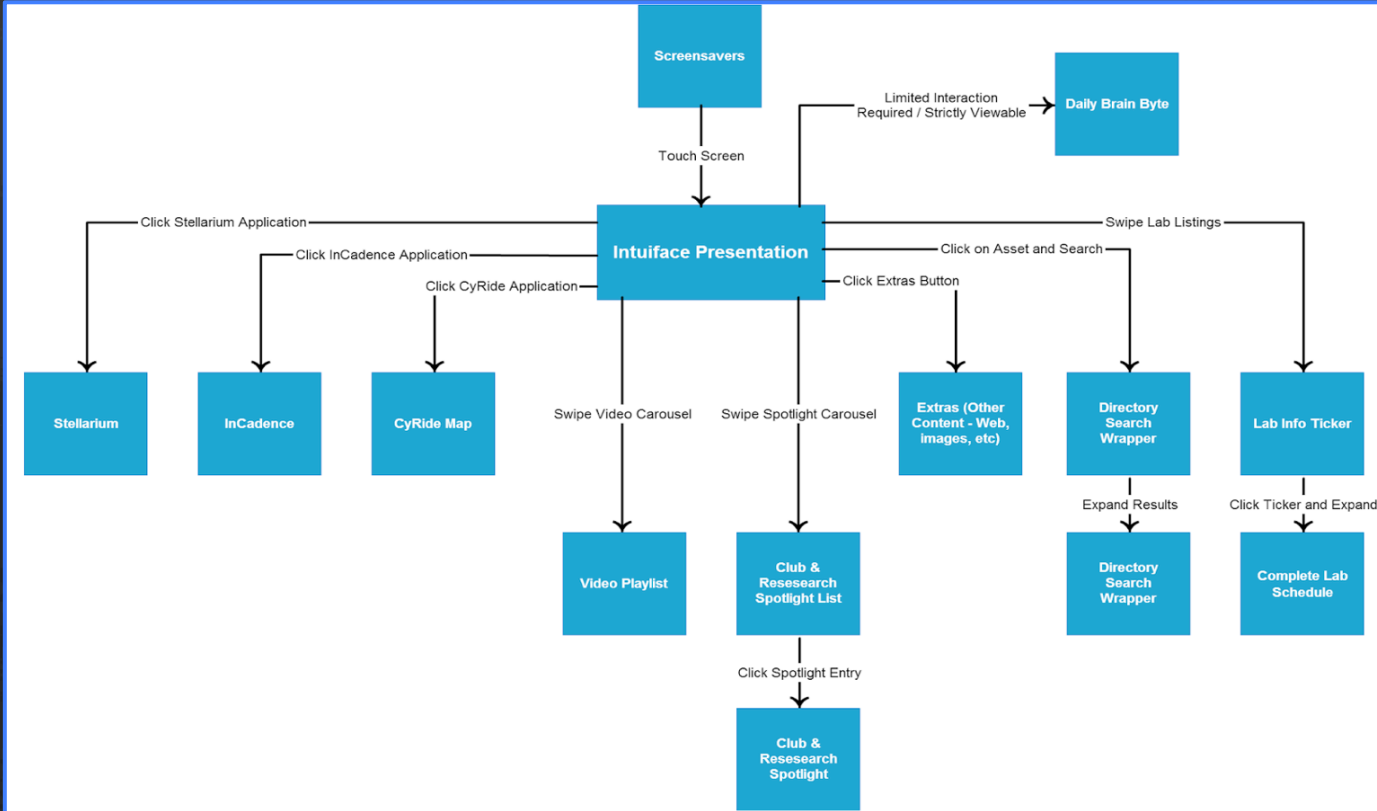 Screensavers
Limited Interaction
Required / Strictly Viewable
Daily Brain Byte
Touch Screen
Click Stellarium Application
Swipe Lab Listings
Intuiface Presentation
Click InCadence Application
Click on Asset and Search
Click CyRide Application
Click Extras Button
Stellarium
InCadence
CyRide Map
Swipe Video Carousel
Swipe Spotlight Carousel
Extras (Other
Content - Web,
images, etc)
Directory
Search
Wrapper
Lab Info Ticker
Expand Results
Click Ticker and Expand
Video Playlist
Club &
Resesearch
Spotlight List
Directory
Search
Wrapper
Complete Lab
Schedule
Click Spotlight Entry
Club &
Resesearch
Spotlight